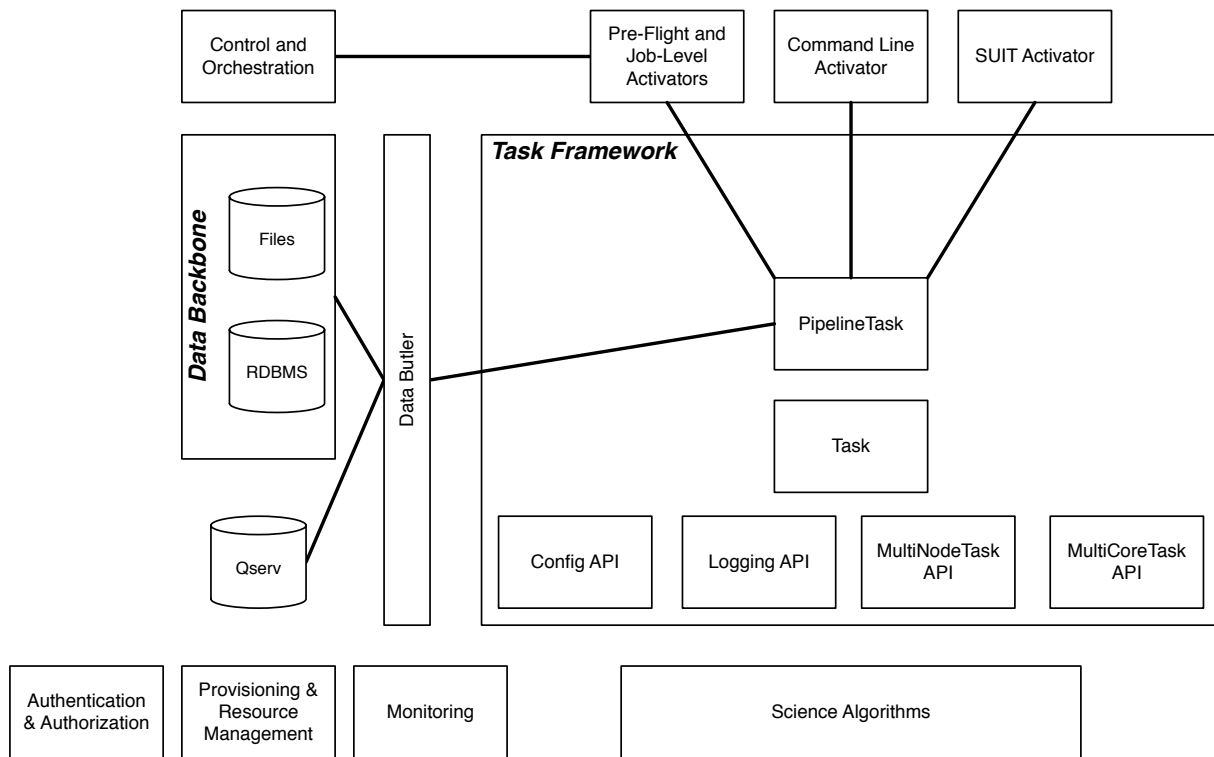 Control and
Orchestration
Pre-Flight and
Job-Level
Activators
Command Line
Activator
SUIT Activator
Task Framework
Data Backbone
Files
RDBMS
Data Butler
PipelineTask
Task
Qserv
Config API
Logging API
MultiNodeTask
API
MultiCoreTask
API
Authentication
& Authorization
Provisioning &
Resource
Management
Monitoring
Science Algorithms